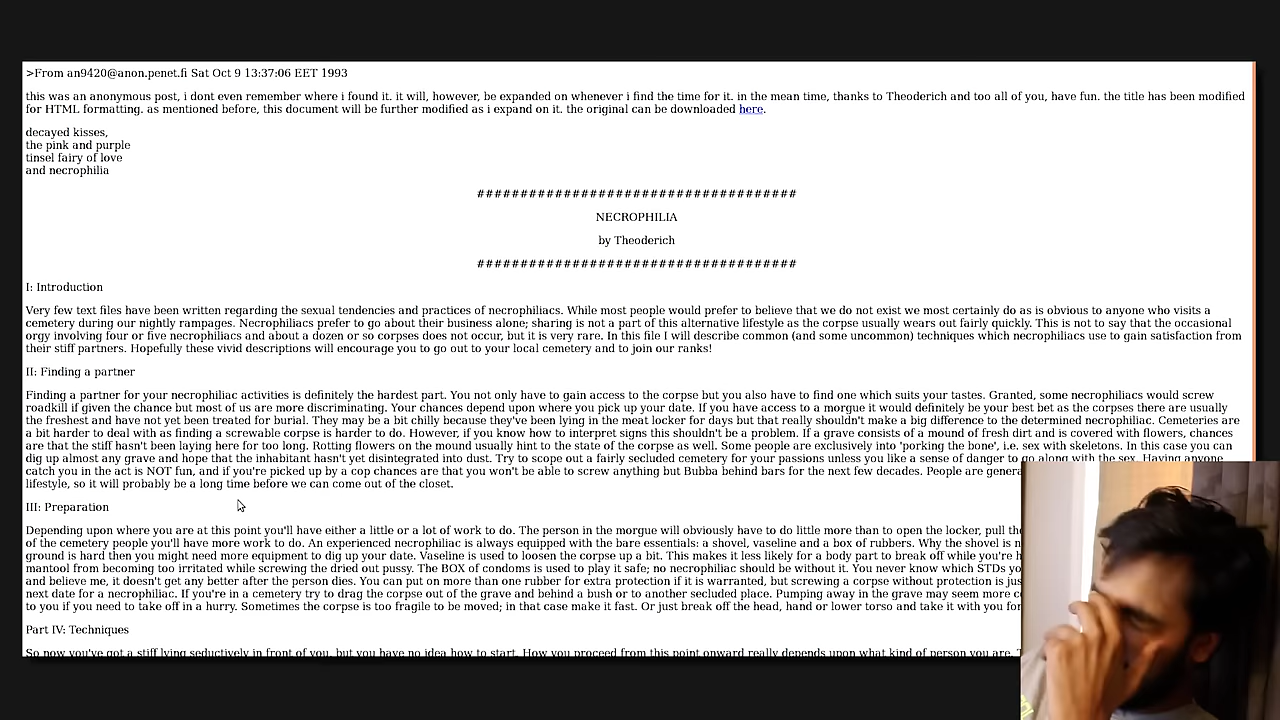 >From an9420@anon.penet.fi Sat Oct 9 13:37:06 EET 1993
this was an anonymous post, i dont even remember where i found it. it will, however, be expanded on whenever i find the time for it. in the mean time, thanks to Theoderich and too all of you, have fun. the title has been modified
for HTML formatting. as mentioned before, this document will be further modified as i expand on it. the original can be downloaded here.
decayed kisses,
the pink and purple
tinsel fairy of love
and necrophilia
####################################
NECROPHILIA
by Theoderich
####################################
I: Introduction
Very few text files have been written regarding the sexual tendencies and practices of necrophiliacs. While most people would prefer to believe that we do not exist we most certainly do as is obvious to anyone who visits a
cemetery during our nightly rampages. Necrophiliacs prefer to go about their business alone; sharing is not a part of this alternative lifestyle as the corpse usually wears out fairly quickly. This is not to say that the occasional
orgy involving four or five necrophiliacs and about a dozen or so corpses does not occur, but it is very rare. In this file I will describe common (and some uncommon) techniques which necrophiliacs use to gain satisfaction from
their stiff partners. Hopefully these vivid descriptions will encourage you to go out to your local cemetery and to join our ranks!
II: Finding a partner
Finding a partner for your necrophiliac activities is definitely the hardest part. You not only have to gain access to the corpse but you also have to find one which suits your tastes. Granted, some necrophiliacs would screw
roadkill if given the chance but most of us are more discriminating. Your chances depend upon where you pick up your date. If you have access to a morgue it would definitely be your best bet as the corpses there are usually
the freshest and have not yet been treated for burial. They may be a bit chilly because they've been lying in the meat locker for days but that really shouldn't make a big difference to the determined necrophiliac. Cemeteries are
a bit harder to deal with as finding a screwable corpse is harder to do. However, if you know how to interpret signs this shouldn't be a problem. If a grave consists of a mound of fresh dirt and is covered with flowers, chances
are that the stiff hasn't been laying here for too long. Rotting flowers on the mound usually hint to the state of the corpse as well. Some people are exclusively into 'porking the bone', i.e. sex with skeletons. In this case you can
dig up almost any grave and hope that the inhabitant hasn't yet disintegrated into dust. Try to scope out a fairly secluded cemetery for your passions unless you like a sense of danger to go along with the sex. Having anyone
catch you in the act is NOT fun, and if you're picked up by a cop chances are that you won't be able to screw anything but Bubba behind bars for the next few decades. People are
lifestyle, so it will probably be a long time before we can come out of the closet.
III: Preparation
Depending upon where you are at this point you'll have either a little or a lot of work to do. The person in the morgue will obviously have to do little more than to open the locker, pull
of the cemetery people you'll have more work to do. An experienced necrophiliac is always equipped with the bare essentials: a shovel, vaseline and a box of rubbers. Why the shovel is
ground is hard then you might need more equipment to dig up your date. Vaseline is used to loosen the corpse up a bit. This makes it less likely for a body part to break off while you're
mantool from becoming too irritated while screwing the dried out pussy. The BOX of condoms is used to play it safe; no necrophiliac should be without it. You never know which STDs
and believe me, it doesn't get any better after the person dies. You can put on more than one rubber for extra protection if it is warranted, but screwing a corpse without protection is
next date for a necrophiliac. If you're in a cemetery try to drag the corpse out of the grave and behind a bush or to another secluded place. Pumping away in the grave may seem more
to you if you need to take off in a hurry. Sometimes the corpse is too fragile to be moved; in that case make it fast. Or just break off the head, hand or lower torso and take it with you
Part IV: Techniques
So now you've got a stiff lying seductively in front of you, but you have no idea how to start. How you proceed from this point onward really depends upon what kind of person you are.